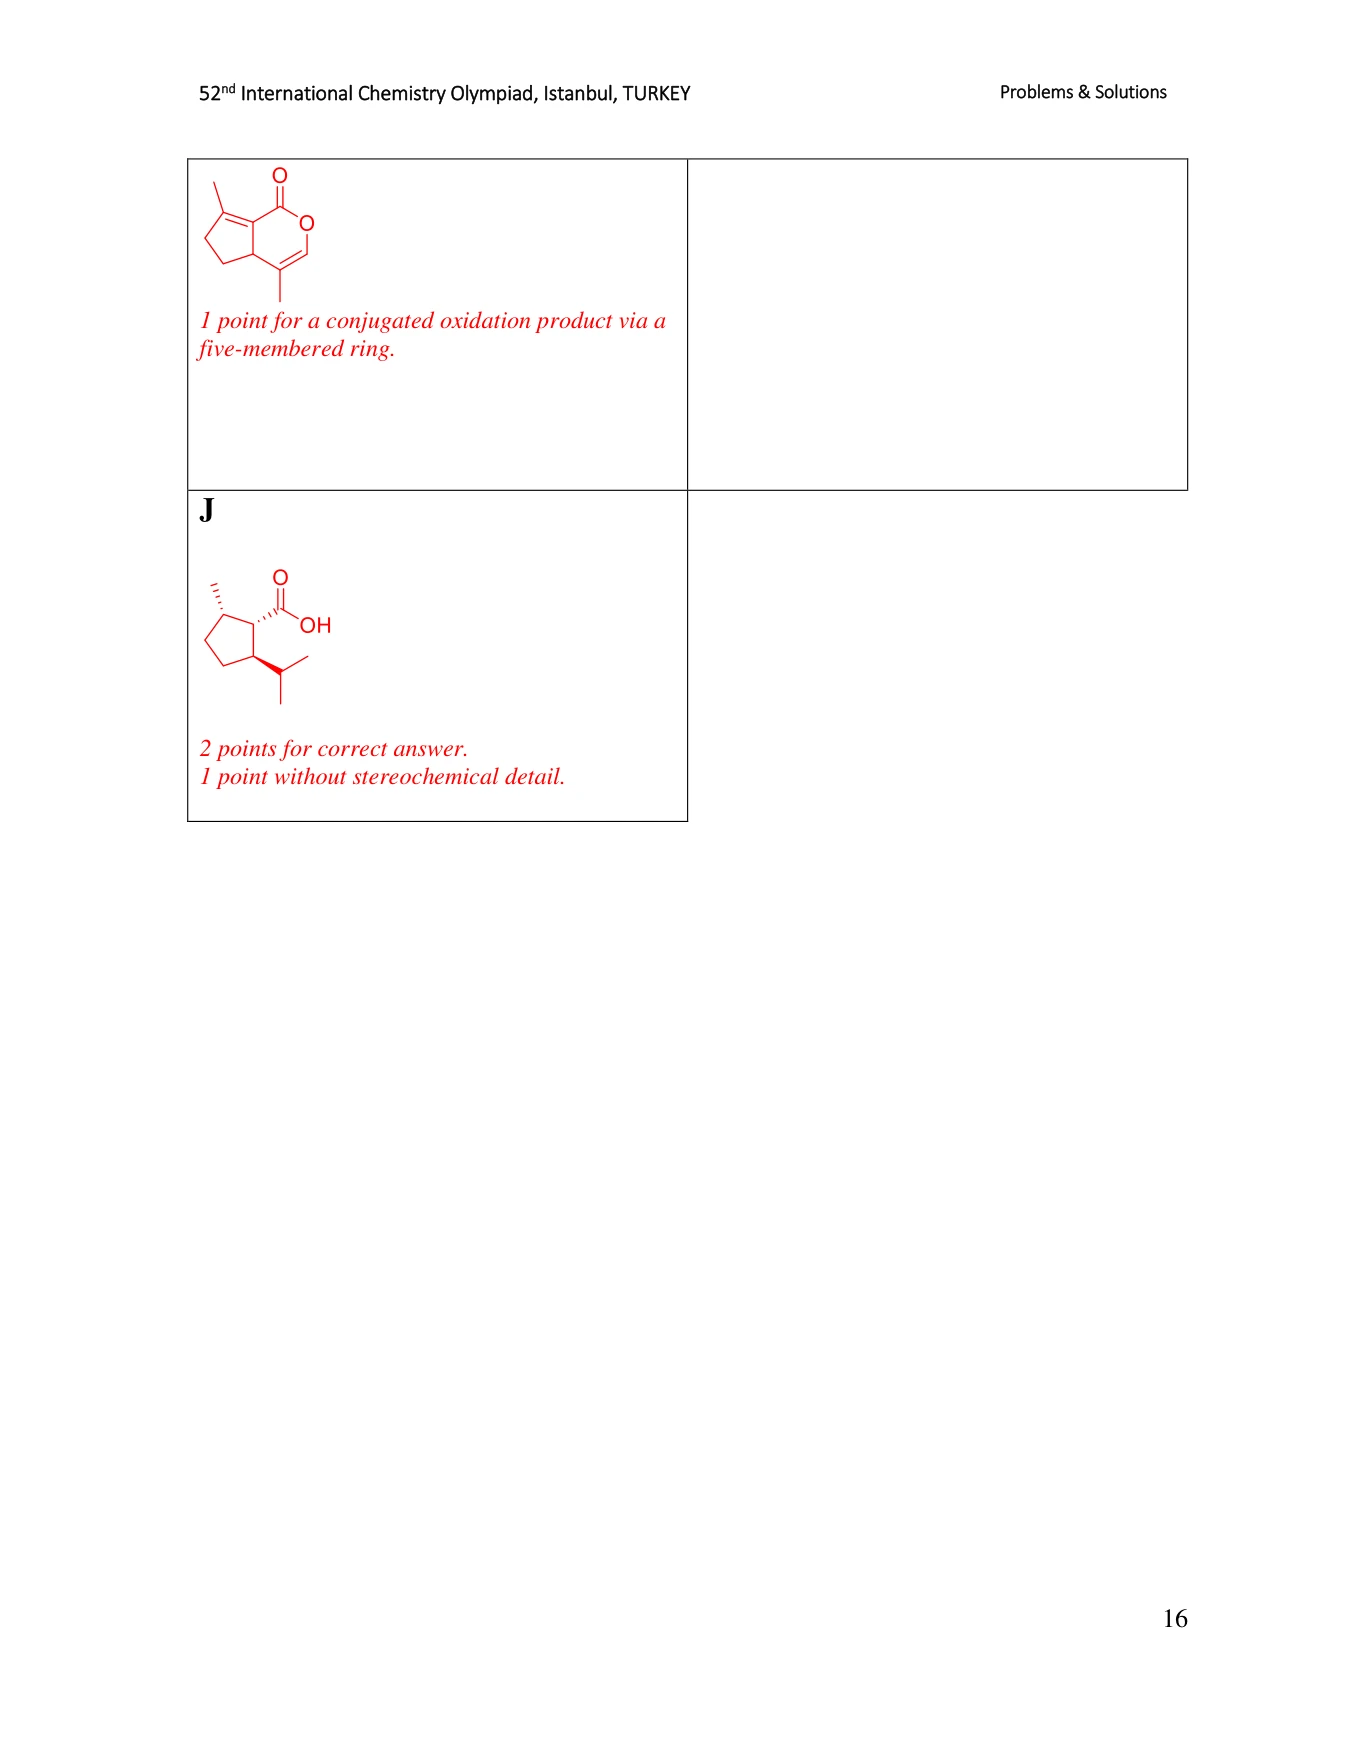 52nd International Chemistry Olympiad, Istanbul, TURKEY
Problems & Solutions
O
O
1 point for a conjugated oxidation product via a
five-membered ring.
J
O
OH
2 points for correct answer.
1 point without stereochemical detail.
16